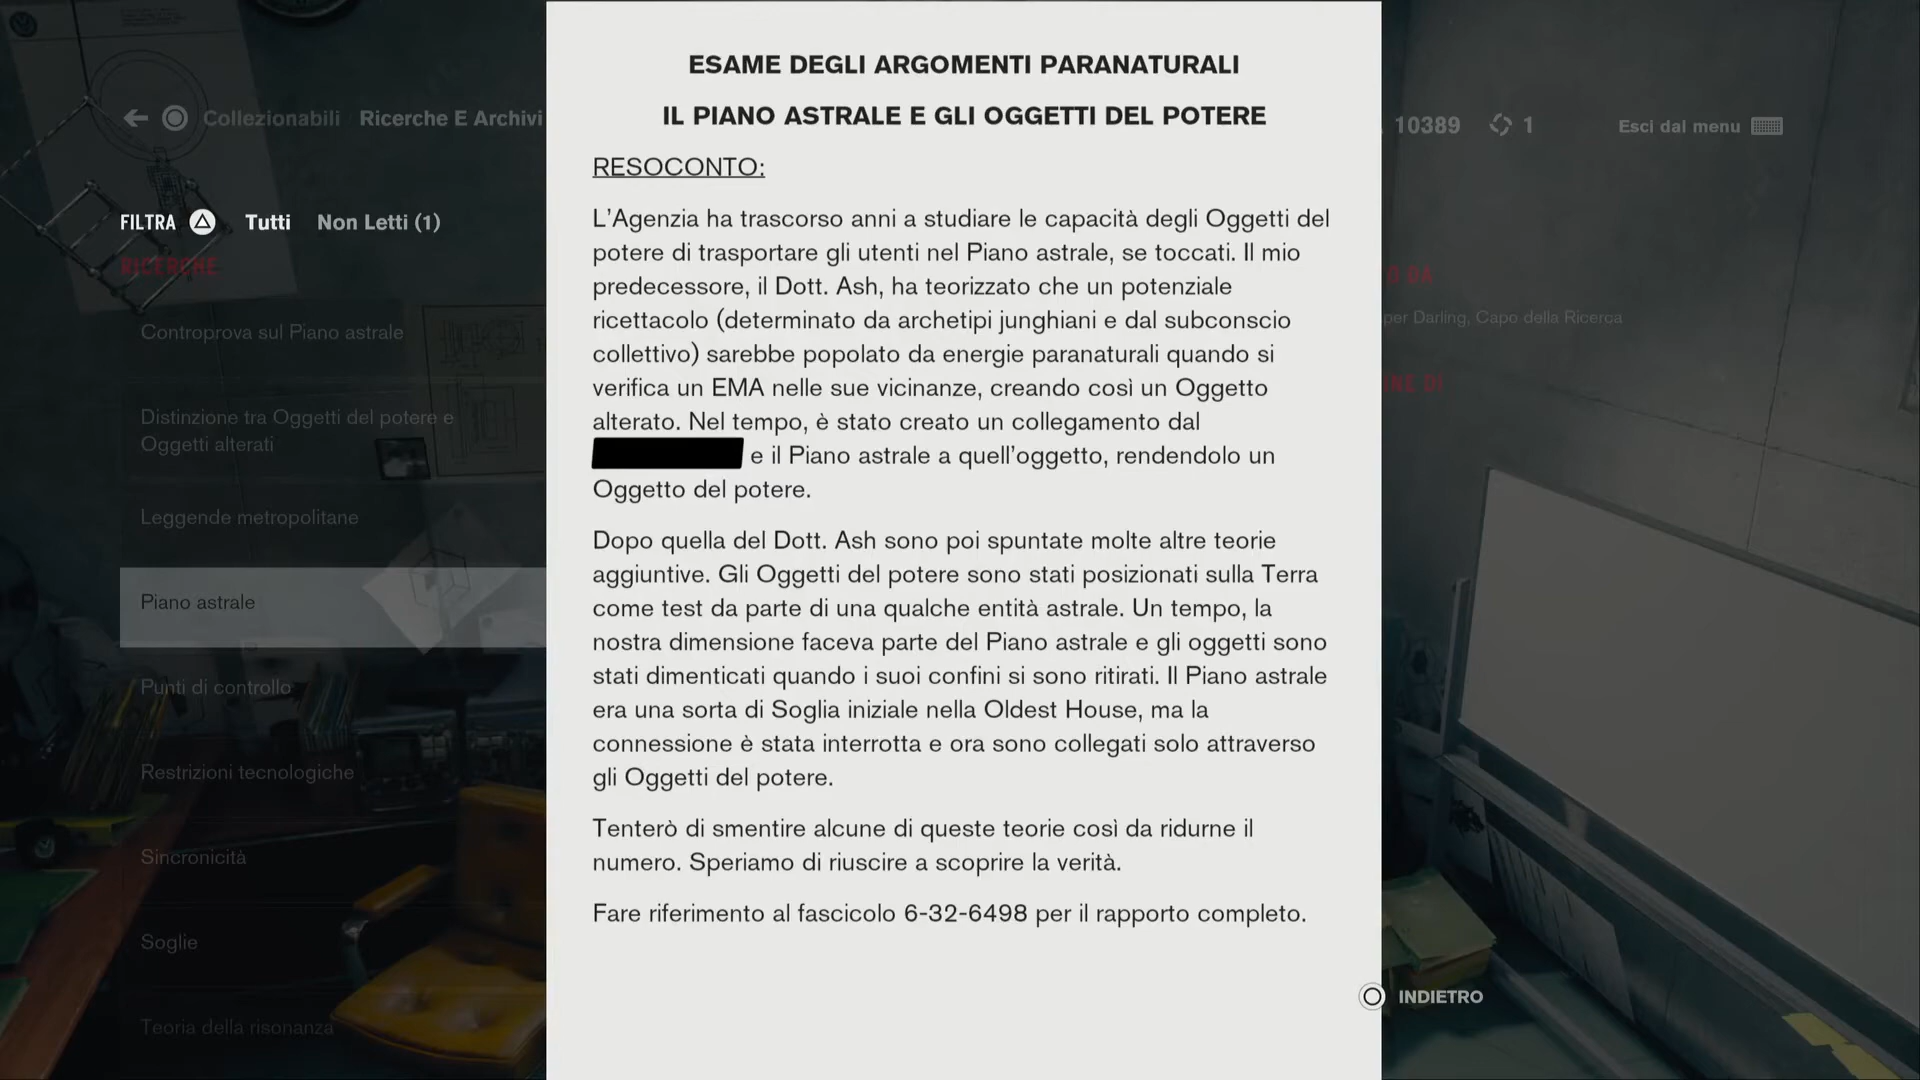 ESAME DEGLI ARGOMENTI PARANATURALI
IL PIANO ASTRALE E GLI OGGETTI DEL POTERE
Collezionabili Ricerche E Archivi
10389 1 Esci dal menu
RESOCONTO:
FILTRA Tutti Non Letti (1)
RICERCHE
Controprova sul Piano astrale
Distinzione tra Oggetti del potere e
Oggetti alterati
Leggende metropolitane
Piano astrale
Punti di controllo
Restrizioni tecnologiche
Sincronicità
Soglie
Teoria della risonanza
L'Agenzia ha trascorso anni a studiare le capacità degli Oggetti del
potere di trasportare gli utenti nel Piano astrale, se toccati. Il mio
predecessore, il Dott. Ash, ha teorizzato che un potenziale
ricettacolo (determinato da archetipi junghiani e dal subconscio
collettivo) sarebbe popolato da energie paranaturali quando si
verifica un EMA nelle sue vicinanze, creando così un Oggetto
alterato. Nel tempo, è stato creato un collegamento dal
e il Piano astrale a quell'oggetto, rendendolo un
Oggetto del potere.
Dopo quella del Dott. Ash sono poi spuntate molte altre teorie
aggiuntive. Gli Oggetti del potere sono stati posizionati sulla Terra
come test da parte di una qualche entità astrale. Un tempo, la
nostra dimensione faceva parte del Piano astrale e gli oggetti sono
stati dimenticati quando i suoi confini si sono ritirati. Il Piano astrale
era una sorta di Soglia iniziale nella Oldest House, ma la
connessione è stata interrotta e ora sono collegati solo attraverso
gli Oggetti del potere.
Tenterò di smentire alcune di queste teorie così da ridurne il
numero. Speriamo di riuscire a scoprire la verità.
Fare riferimento al fascicolo 6-32-6498 per il rapporto completo.
O DA
per Darling, Capo della Ricerca
NE DI
INDIETRO